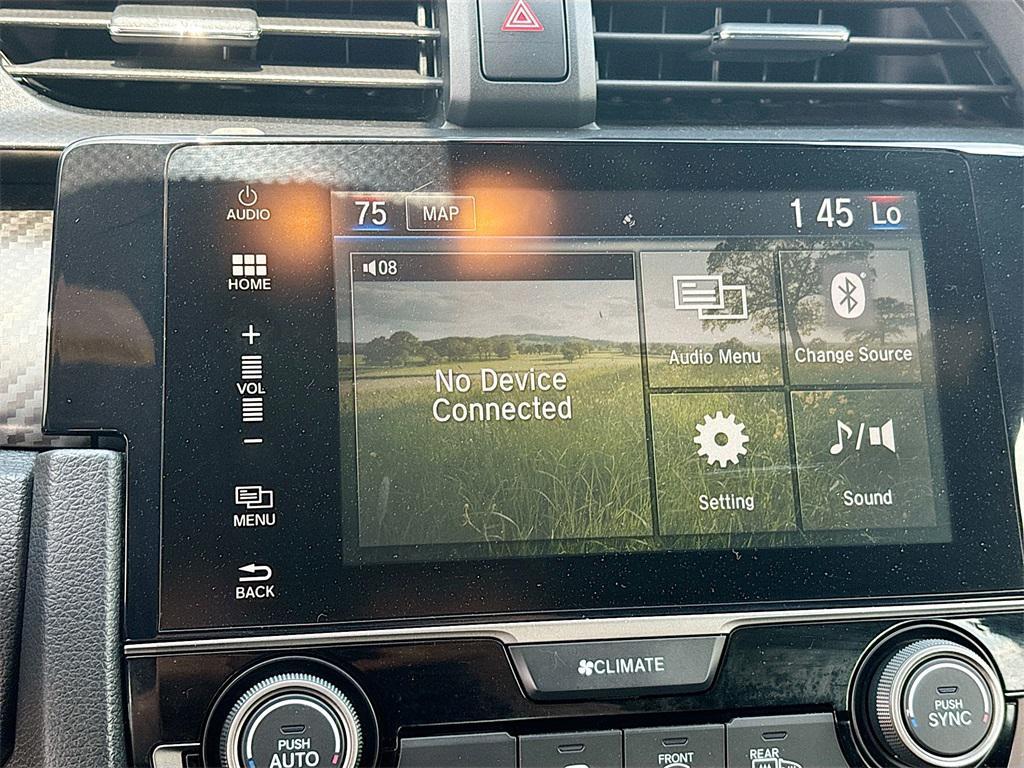 AUDIO
75 MAP 1 45 Lo
HOME
08
VOL
No Device
Connected
Audio Menu
Change Source
MENU
Setting
Sound
BACK
CLIMATE
PUSH
AUTO
FRONT
REAR
PUSH
SYNC